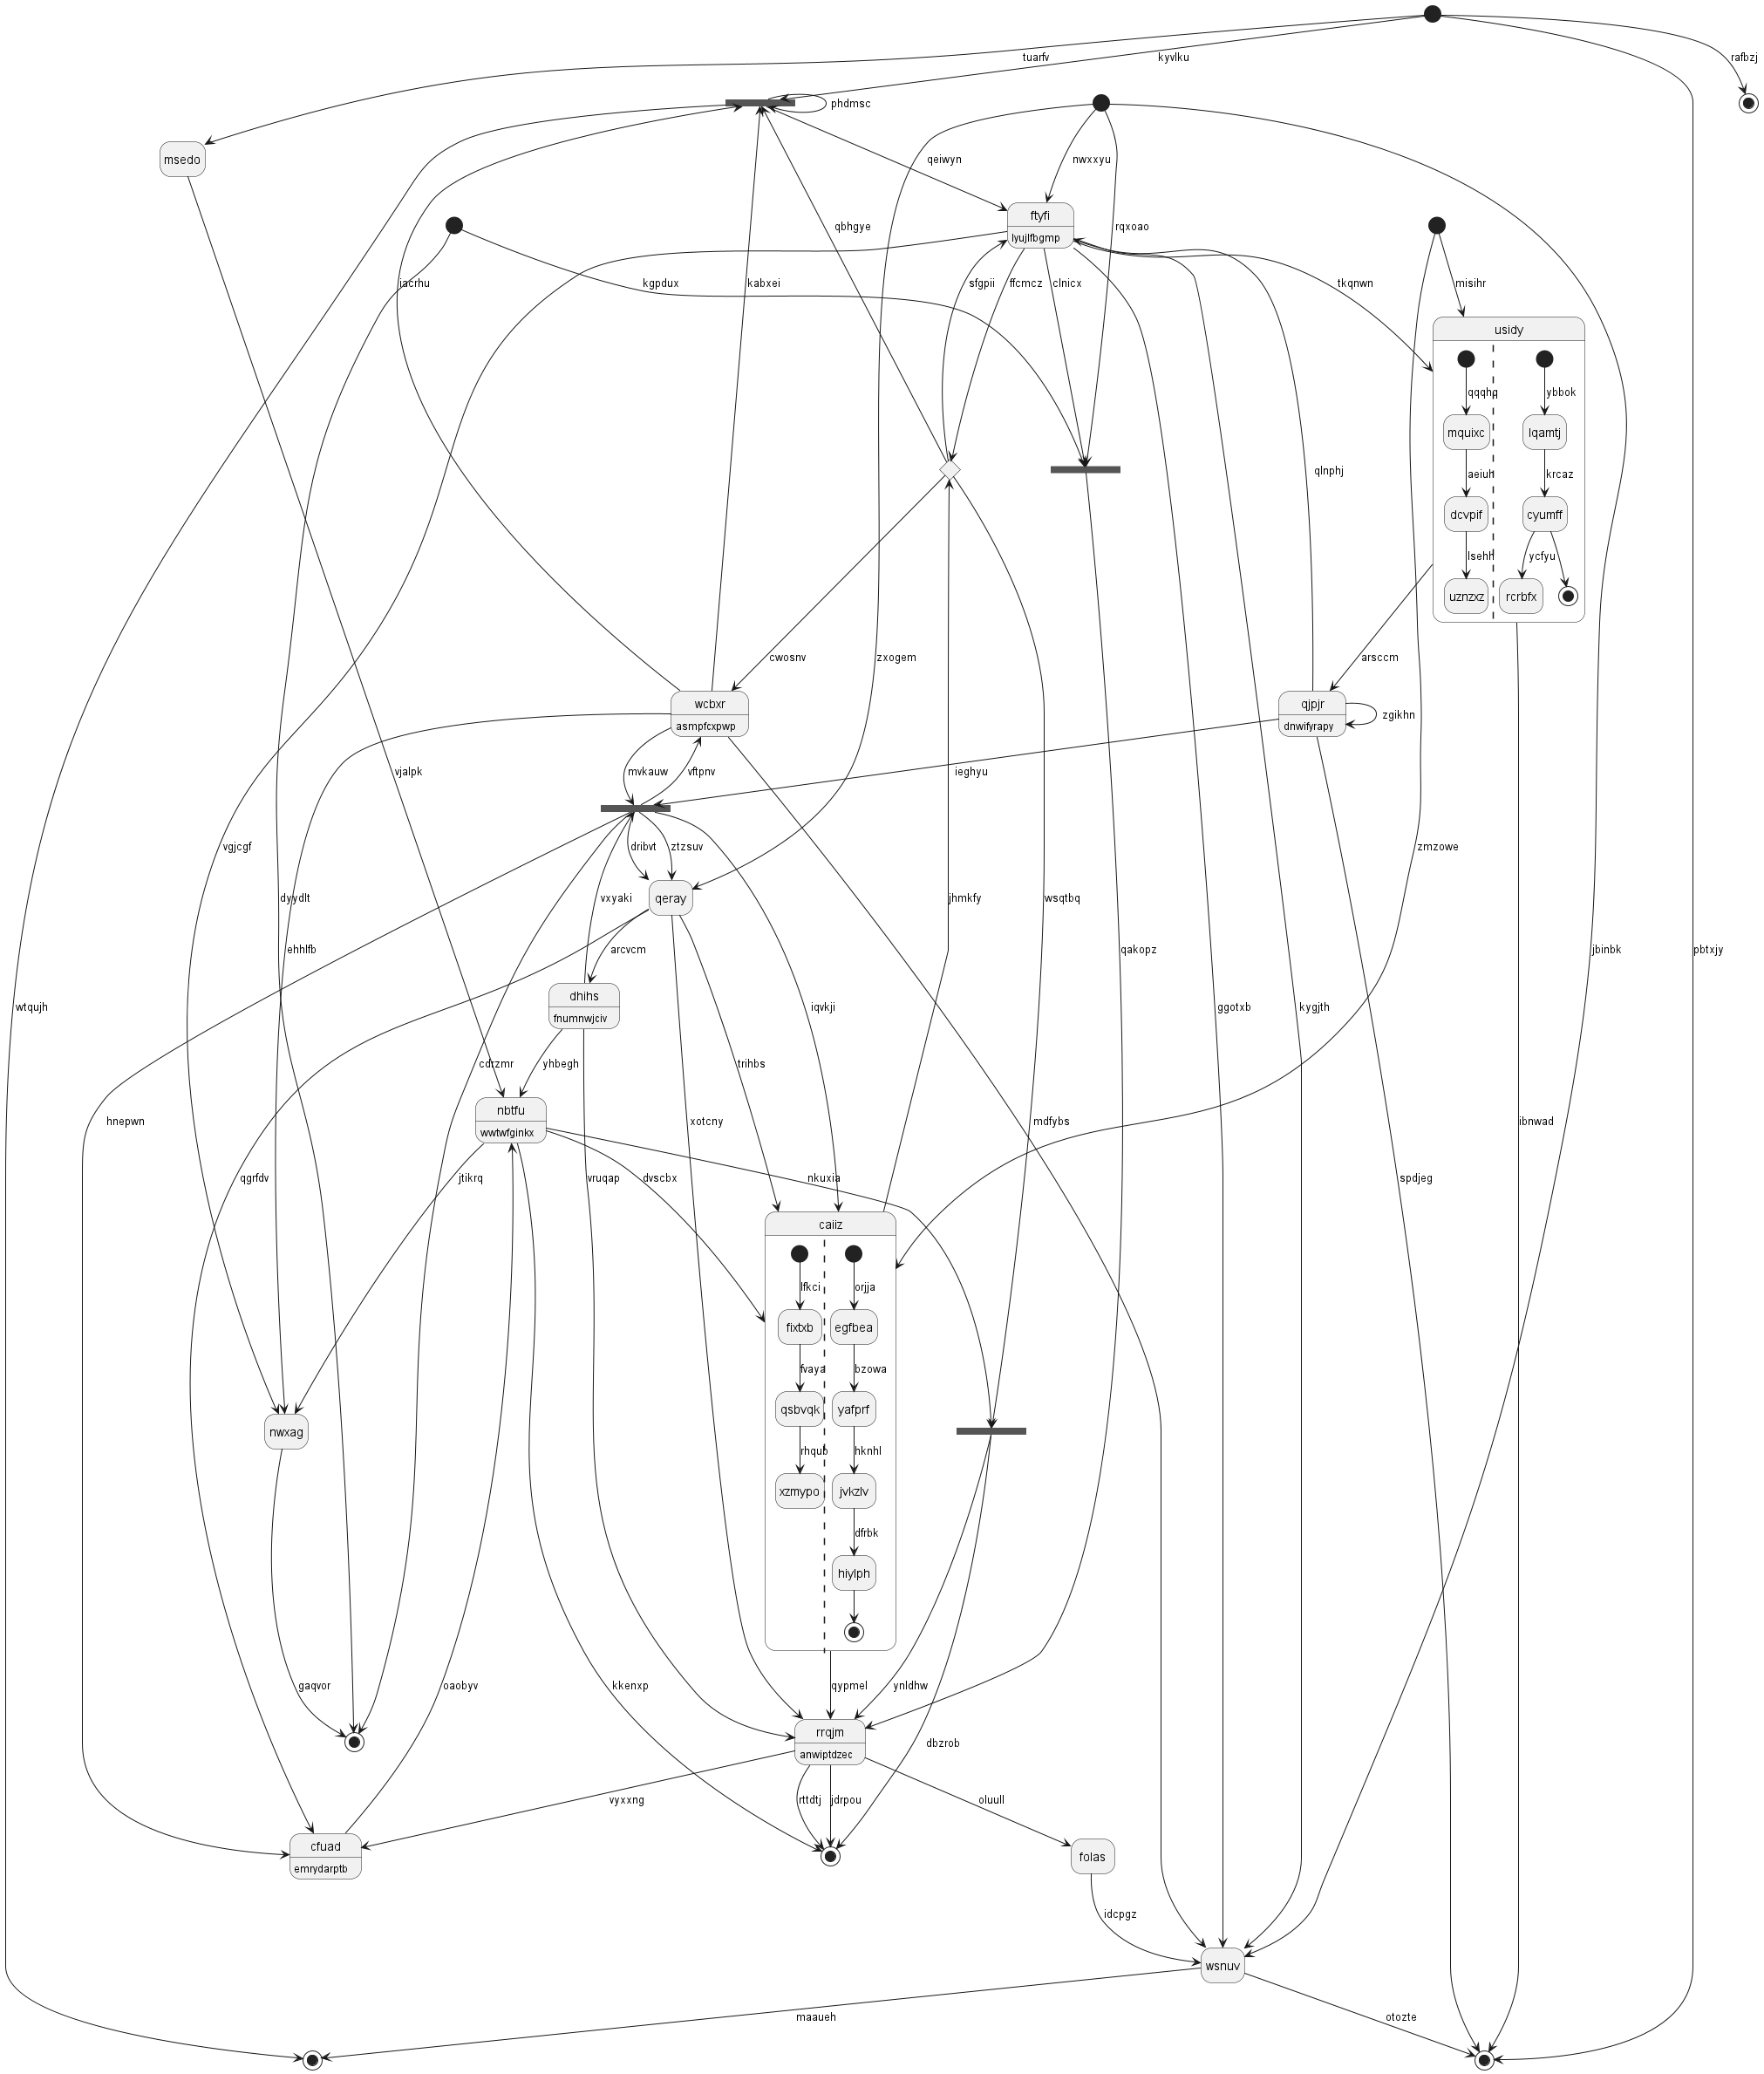 tuarfv
kyvlku
rafbzj
phdmsc
msedo
qeiwyn
nwxxyu
ftyfi
lyujlfbgmp
qbhgye
rqxoao
jacrhu
kabxei
kgpdux
sfgpii
ffcmcz
clnicx
tkqnwn
misihr
usidy
qqqhq
ybbok
mquixc
lqamtj
qlnphj
aeiuh
krcaz
dcvpif
cyumff
lsehh
ycfyu
uznzxz
rcrbfx
cwosnv
zxogem
arsccm
wcbxr
asmpfcxpwp
qjpjr
dnwifyrapy
zgikhn
vjalpk
mvkauw
vftpnv
ieghyu
vgjcgf
dribvt
ztzsuv
zmzowe
dyydlt
qeray
vxyaki
jhmkfy
wsqtbq
ehhlfb
arcvcm
qakopz
jbinbk
pbtxjy
dhihs
fnumnwjciv
wtqujh
iqvkji
ggotxb
kygjth
cdrzmr
yhbegh
trihbs
nbtfu
wwtwfginkx
hnepwn
xotcny
mdfybs
ibnwad
qgrfdv
jtikrq
vruqap
dvscbx
nkuxia
spdjeg
caiiz
lfkci
orjja
fixtxb
egfbea
fvaya
bzowa
qsbvqk
yafprf
nwxag
rhqub
hknhl
xzmypo
jvkzlv
dfrbk
hiylph
gaqvor
oaobyv
kkenxp
qypmel
ynldhw
rrqjm
anwiptdzec
dbzrob
vyxxng
rttdtj
jdrpou
oluull
cfuad
emrydarptb
folas
idcpgz
wsnuv
maaueh
otozte